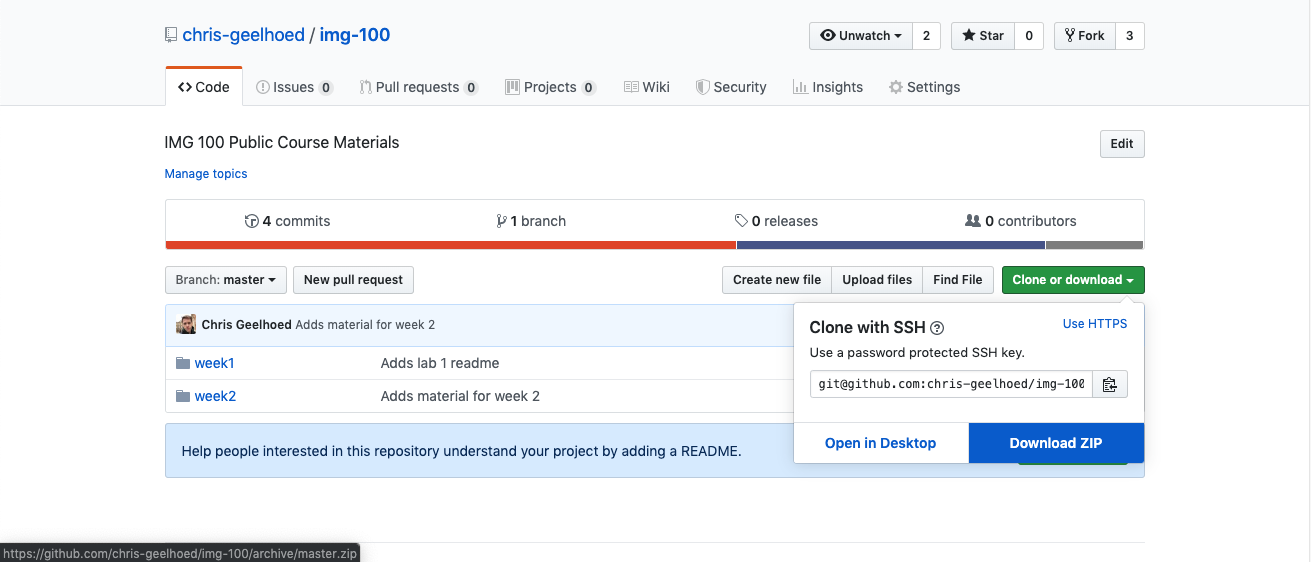 chris-geelhoed / img-100
Unwatch 2 Star 0 Fork 3
Code Issues 0 Pull requests 0 Projects 0 Wiki Security Insights Settings
IMG 100 Public Course Materials
Edit
Manage topics
4 commits 1 branch 0 releases 0 contributors
Branch: master New pull request Create new file Upload files Find File Clone or download
Chris Geelhoed Adds material for week 2
week1 Adds lab 1 readme
week2 Adds material for week 2
Help people interested in this repository understand your project by adding a README.
Clone with SSH ?
Use HTTPS
Use a password protected SSH key.
git@github.com:chris-geelhoed/img-100
Open in Desktop Download ZIP
https://github.com/chris-geelhoed/img-100/archive/master.zip